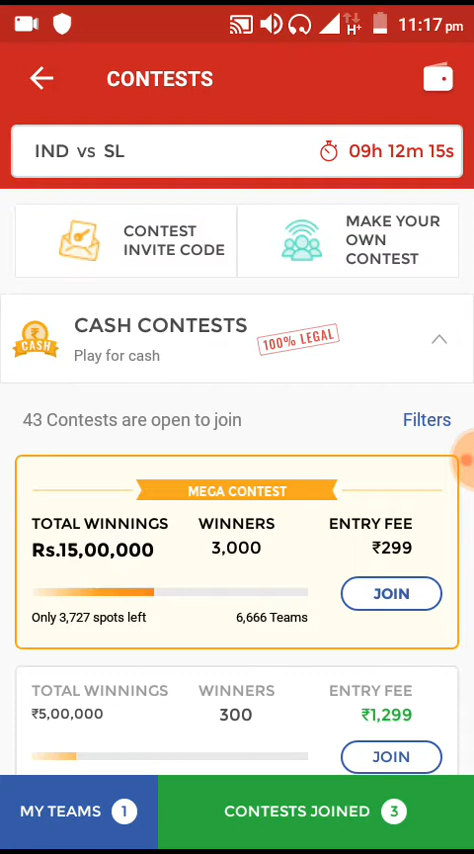 H+ 11:17 pm
CONTESTS
IND vs SL 09h 12m 15s
CONTEST INVITE CODE
MAKE YOUR OWN CONTEST
CASH
CASH CONTESTS
100% LEGAL
Play for cash
43 Contests are open to join Filters
MEGA CONTEST
TOTAL WINNINGS WINNERS ENTRY FEE
Rs.15,00,000 3,000 ₹299
JOIN
Only 3,727 spots left 6,666 Teams
TOTAL WINNINGS WINNERS ENTRY FEE
₹5,00,000 300 ₹1,299
JOIN
MY TEAMS 1 CONTESTS JOINED 3